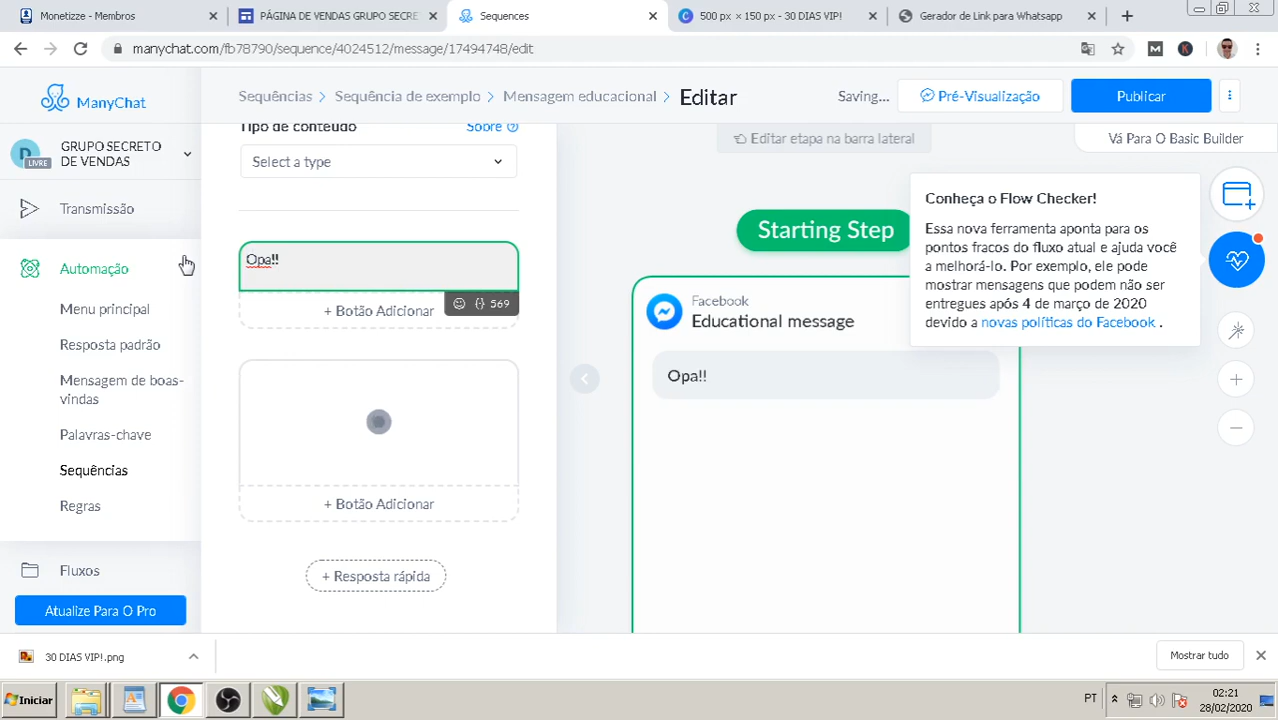 Monetizze - Membros
PÁGINA DE VENDAS GRUPO SECRE
Sequences
500 px × 150 px - 30 DIAS VIP!
Gerador de Link para Whatsapp
manychat.com/fb78790/sequence/4024512/message/17494748/edit
ManyChat
Sequências > Sequência de exemplo > Mensagem educacional > Editar
Saving...
Pré-Visualização
Publicar
GRUPO SECRETO
DE VENDAS
LIVRE
Transmissão
Automação
Menu principal
Resposta padrão
Mensagem de boas-
vindas
Palavras-chave
Sequências
Regras
Fluxos
Atualize Para O Pro
Tipo de conteúdo
Sobre
Select a type
Opa!!
+ Botão Adicionar
{} 569
+ Botão Adicionar
+ Resposta rápida
Editar etapa na barra lateral
Vá Para O Basic Builder
Starting Step
Facebook
Educational message
Opa!!
Conheça o Flow Checker!
Essa nova ferramenta aponta para os
pontos fracos do fluxo atual e ajuda você
a melhorá-lo. Por exemplo, ele pode
mostrar mensagens que podem não ser
entregues após 4 de março de 2020
devido a novas políticas do Facebook .
30 DIAS VIP!.png
Mostrar tudo
Iniciar
PT
02:21
28/02/2020